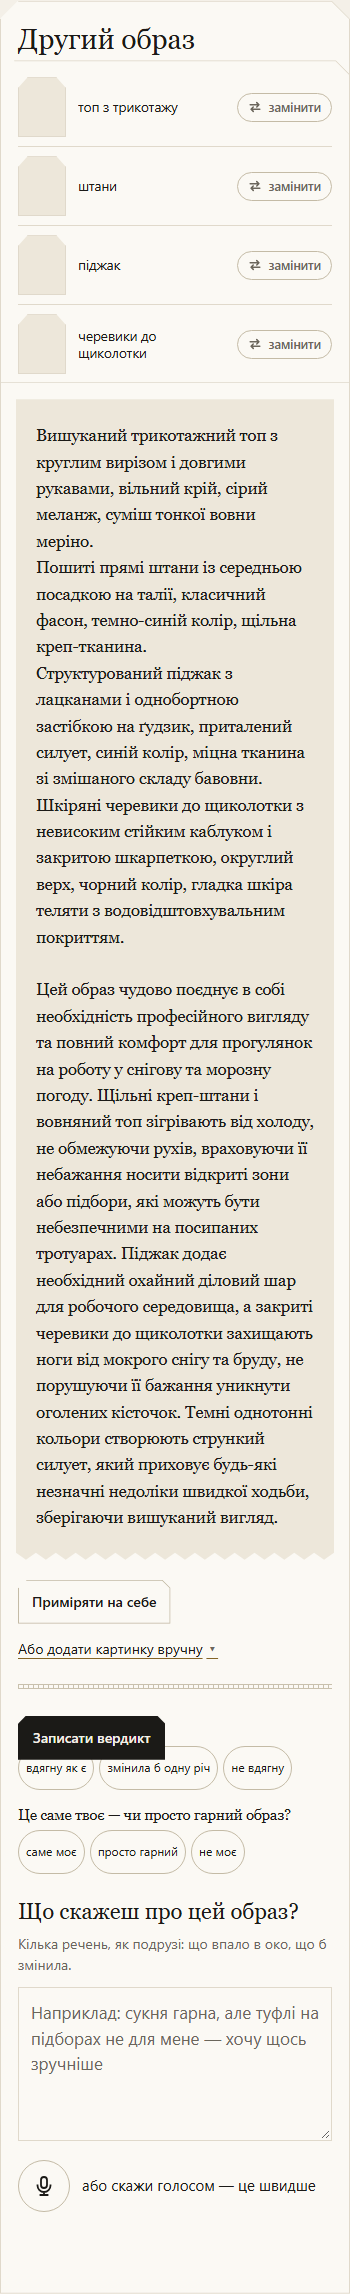 Другий образ
топ з трикотажу
замінити
штани
замінити
піджак
замінити
черевики до
щиколотки
замінити
Вишуканий трикотажний топ з
круглим вирізом і довгими
рукавами, вільний крій, сірий
меланж, суміш тонкої вовни
меріно.
Пошиті прямі штани із середньою
посадкою на талії, класичний
фасон, темно-синій колір, щільна
креп-тканина.
Структурований піджак з
лацканами і однобортною
застібкою на ґудзик, приталений
силует, синій колір, міцна тканина
зі змішаного складу бавовни.
Шкіряні черевики до щиколотки з
невисоким стійким каблуком і
закритою шкарпеткою, округлий
верх, чорний колір, гладка шкіра
теляти з водовідштовхувальним
покриттям.
Цей образ чудово поєднує в собі
необхідність професійного вигляду
та повний комфорт для прогулянок
на роботу у снігову та морозну
погоду. Щільні креп-штани і
вовняний топ зігрівають від холоду,
не обмежуючи рухів, враховуючи її
небажання носити відкриті зони
або підбори, які можуть бути
небезпечними на посипаних
тротуарах. Піджак додає
необхідний охайний діловий шар
для робочого середовища, а закриті
черевики до щиколотки захищають
ноги від мокрого снігу та бруду, не
порушуючи її бажання уникнути
оголених кісточок. Темні однотонні
кольори створюють стрункий
силует, який приховує будь-які
незначні недоліки швидкої ходьби,
зберігаючи вишуканий вигляд.
Приміряти на себе
Або додати картинку вручну
Записати вердикт
вдягну як є
змінила б одну річ
не вдягну
Це саме твоє — чи просто гарний образ?
саме моє
просто гарний
не моє
Що скажеш про цей образ?
Кілька речень, як подрузі: що впало в око, що б
змінила.
Наприклад: сукня гарна, але туфлі на
підборах не для мене — хочу щось
зручніше
або скажи голосом — це швидше